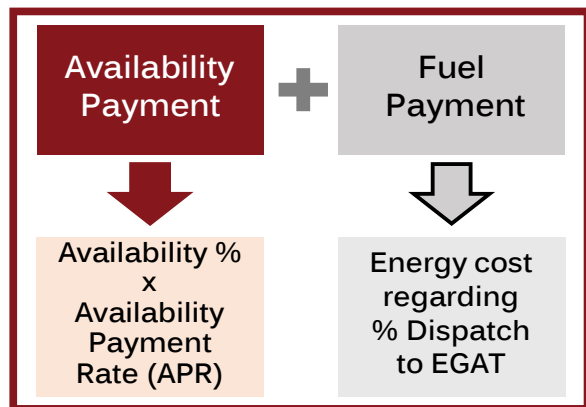 Availability
Payment
+
Fuel
Payment
Availability %
x
Availability
Payment
Rate (APR)
Energy cost
regarding
% Dispatch
to EGAT